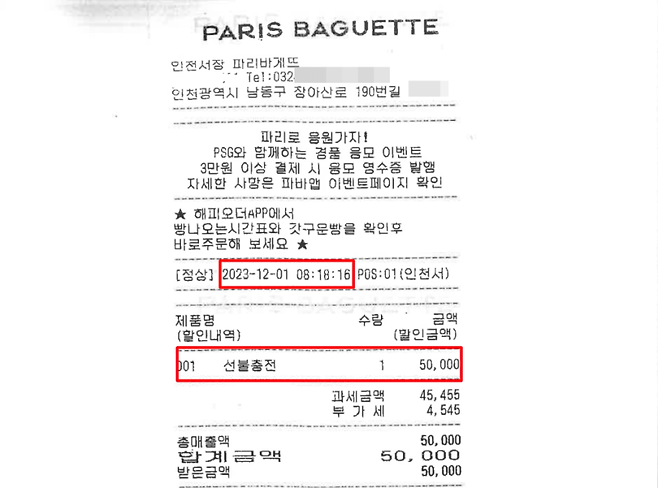 PARIS BAGUETTE
인천서창 파리바게뜨
Tel:032
인천광역시 남동구 장아산로 190번길
파리로 응원가자!
PSG와 함께하는 경품 응모 이벤트
3만원 이상 결제 시 응모 영수증 발행
자세한 사항은 파바앱 이벤트페이지 확인
★ 해피오더APP에서
빵나오는시간표와 갓구운빵을 확인후
바로주문해 보세요 ★
[정상] 2023-12-01 08:18:16 POS:01(인천서)
제품명 수량 금액
(할인내역) (할인금액)
001 선불충전 1 50,000
과세금액 45,455
부 가 세 4,545
총매출액 50,000
합계금액 50,000
받은금액 50,000